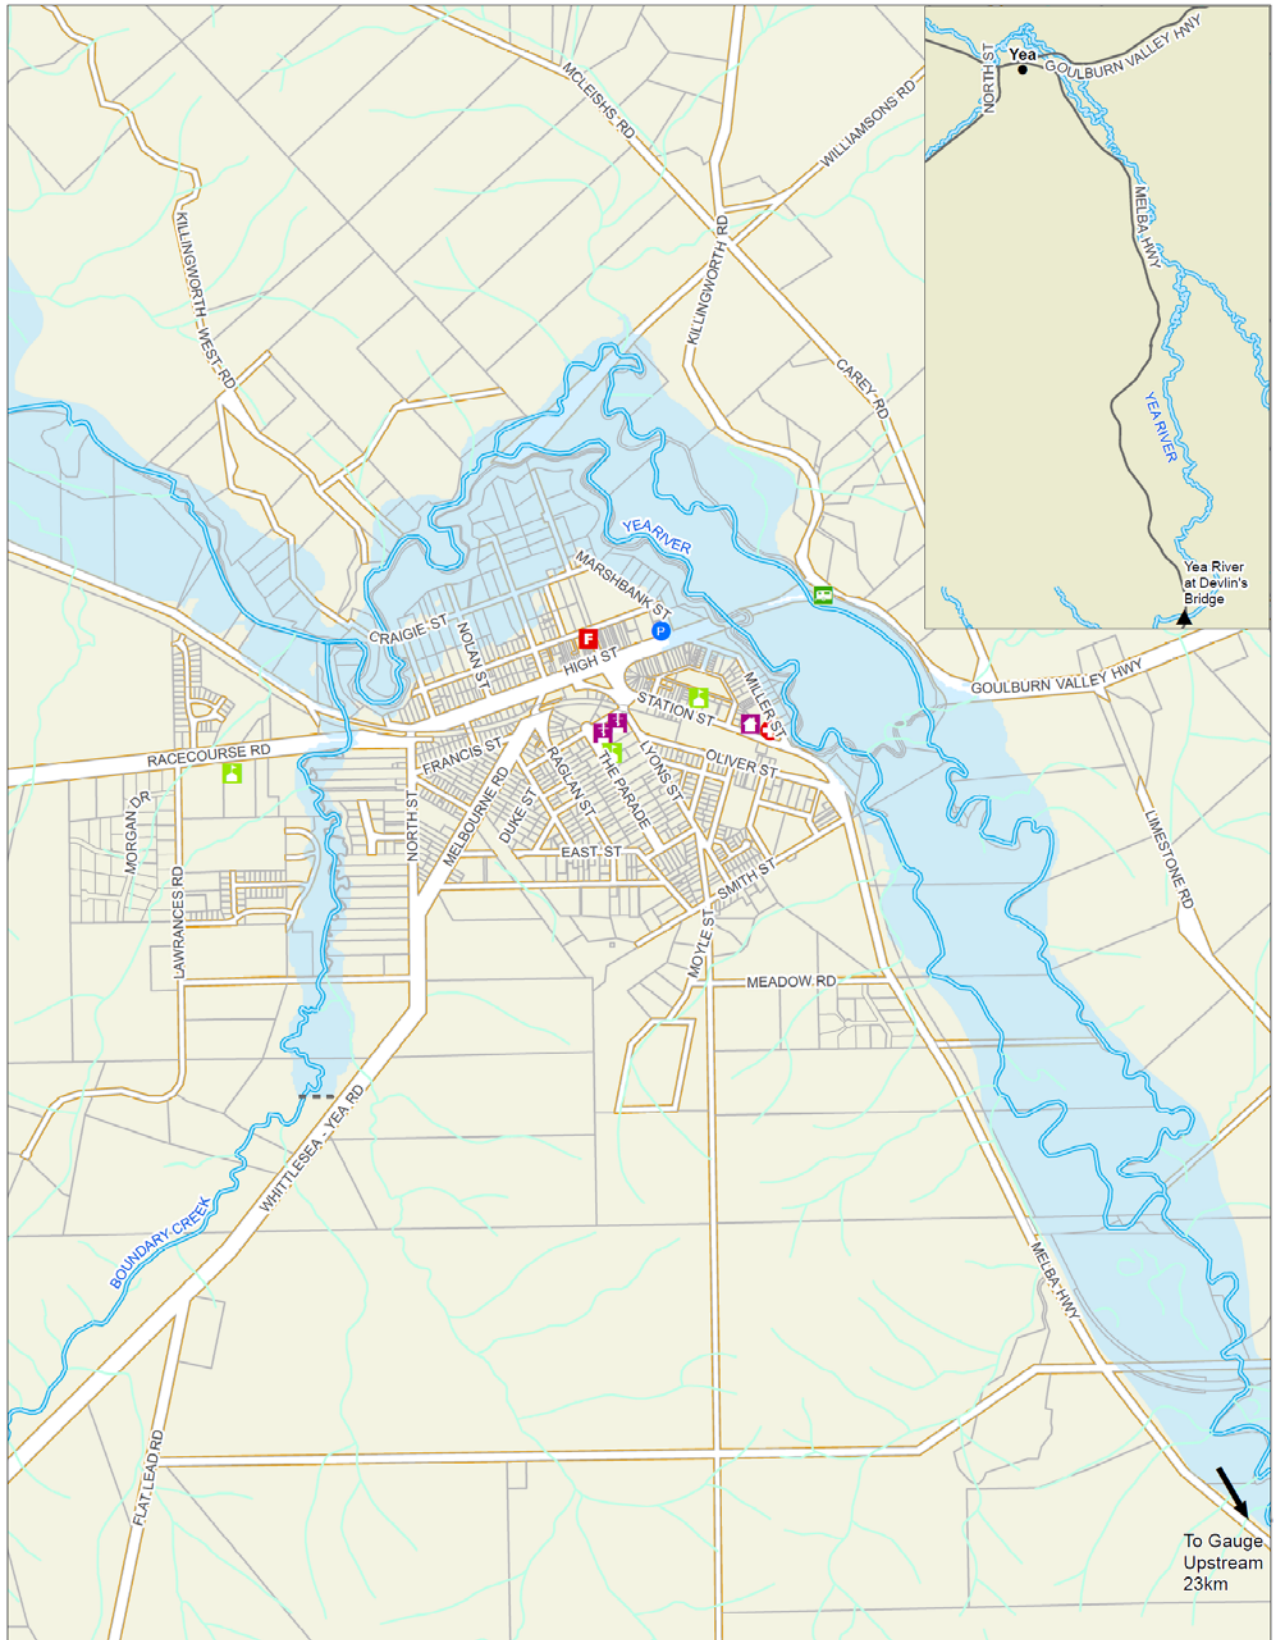 MCLEISHS RD
WILLIAMSONS RD
KILLINGWORTH RD
KILLINGWORTH-WEST-RD
CAREY RD
NORTH ST
Yea
GOULBURN VALLEY HWY
MELBA HWY
YEA RIVER
Yea River
at Devlin's
Bridge
YEA RIVER
MARSHBANK ST
CRAIGIE ST
NOLAN ST
F
P
HIGH ST
GOULBURN VALLEY HWY
STATION ST
MILLER ST
RACECOURSE RD
FRANCIS ST
MELBOURNE RD
RAGLAN ST
THE PARADE
LYONS ST
OLIVER ST
MORGAN DR
NORTH ST
DUKE ST
EAST ST
SMITH ST
LIMESTONE RD
LAWRANCES RD
MOYLE ST
MEADOW RD
WHITTLESEA - YEA RD
BOUNDARY-CREEK
MELBA-HWY
FLAT-LEAD RD
To Gauge
Upstream
23km